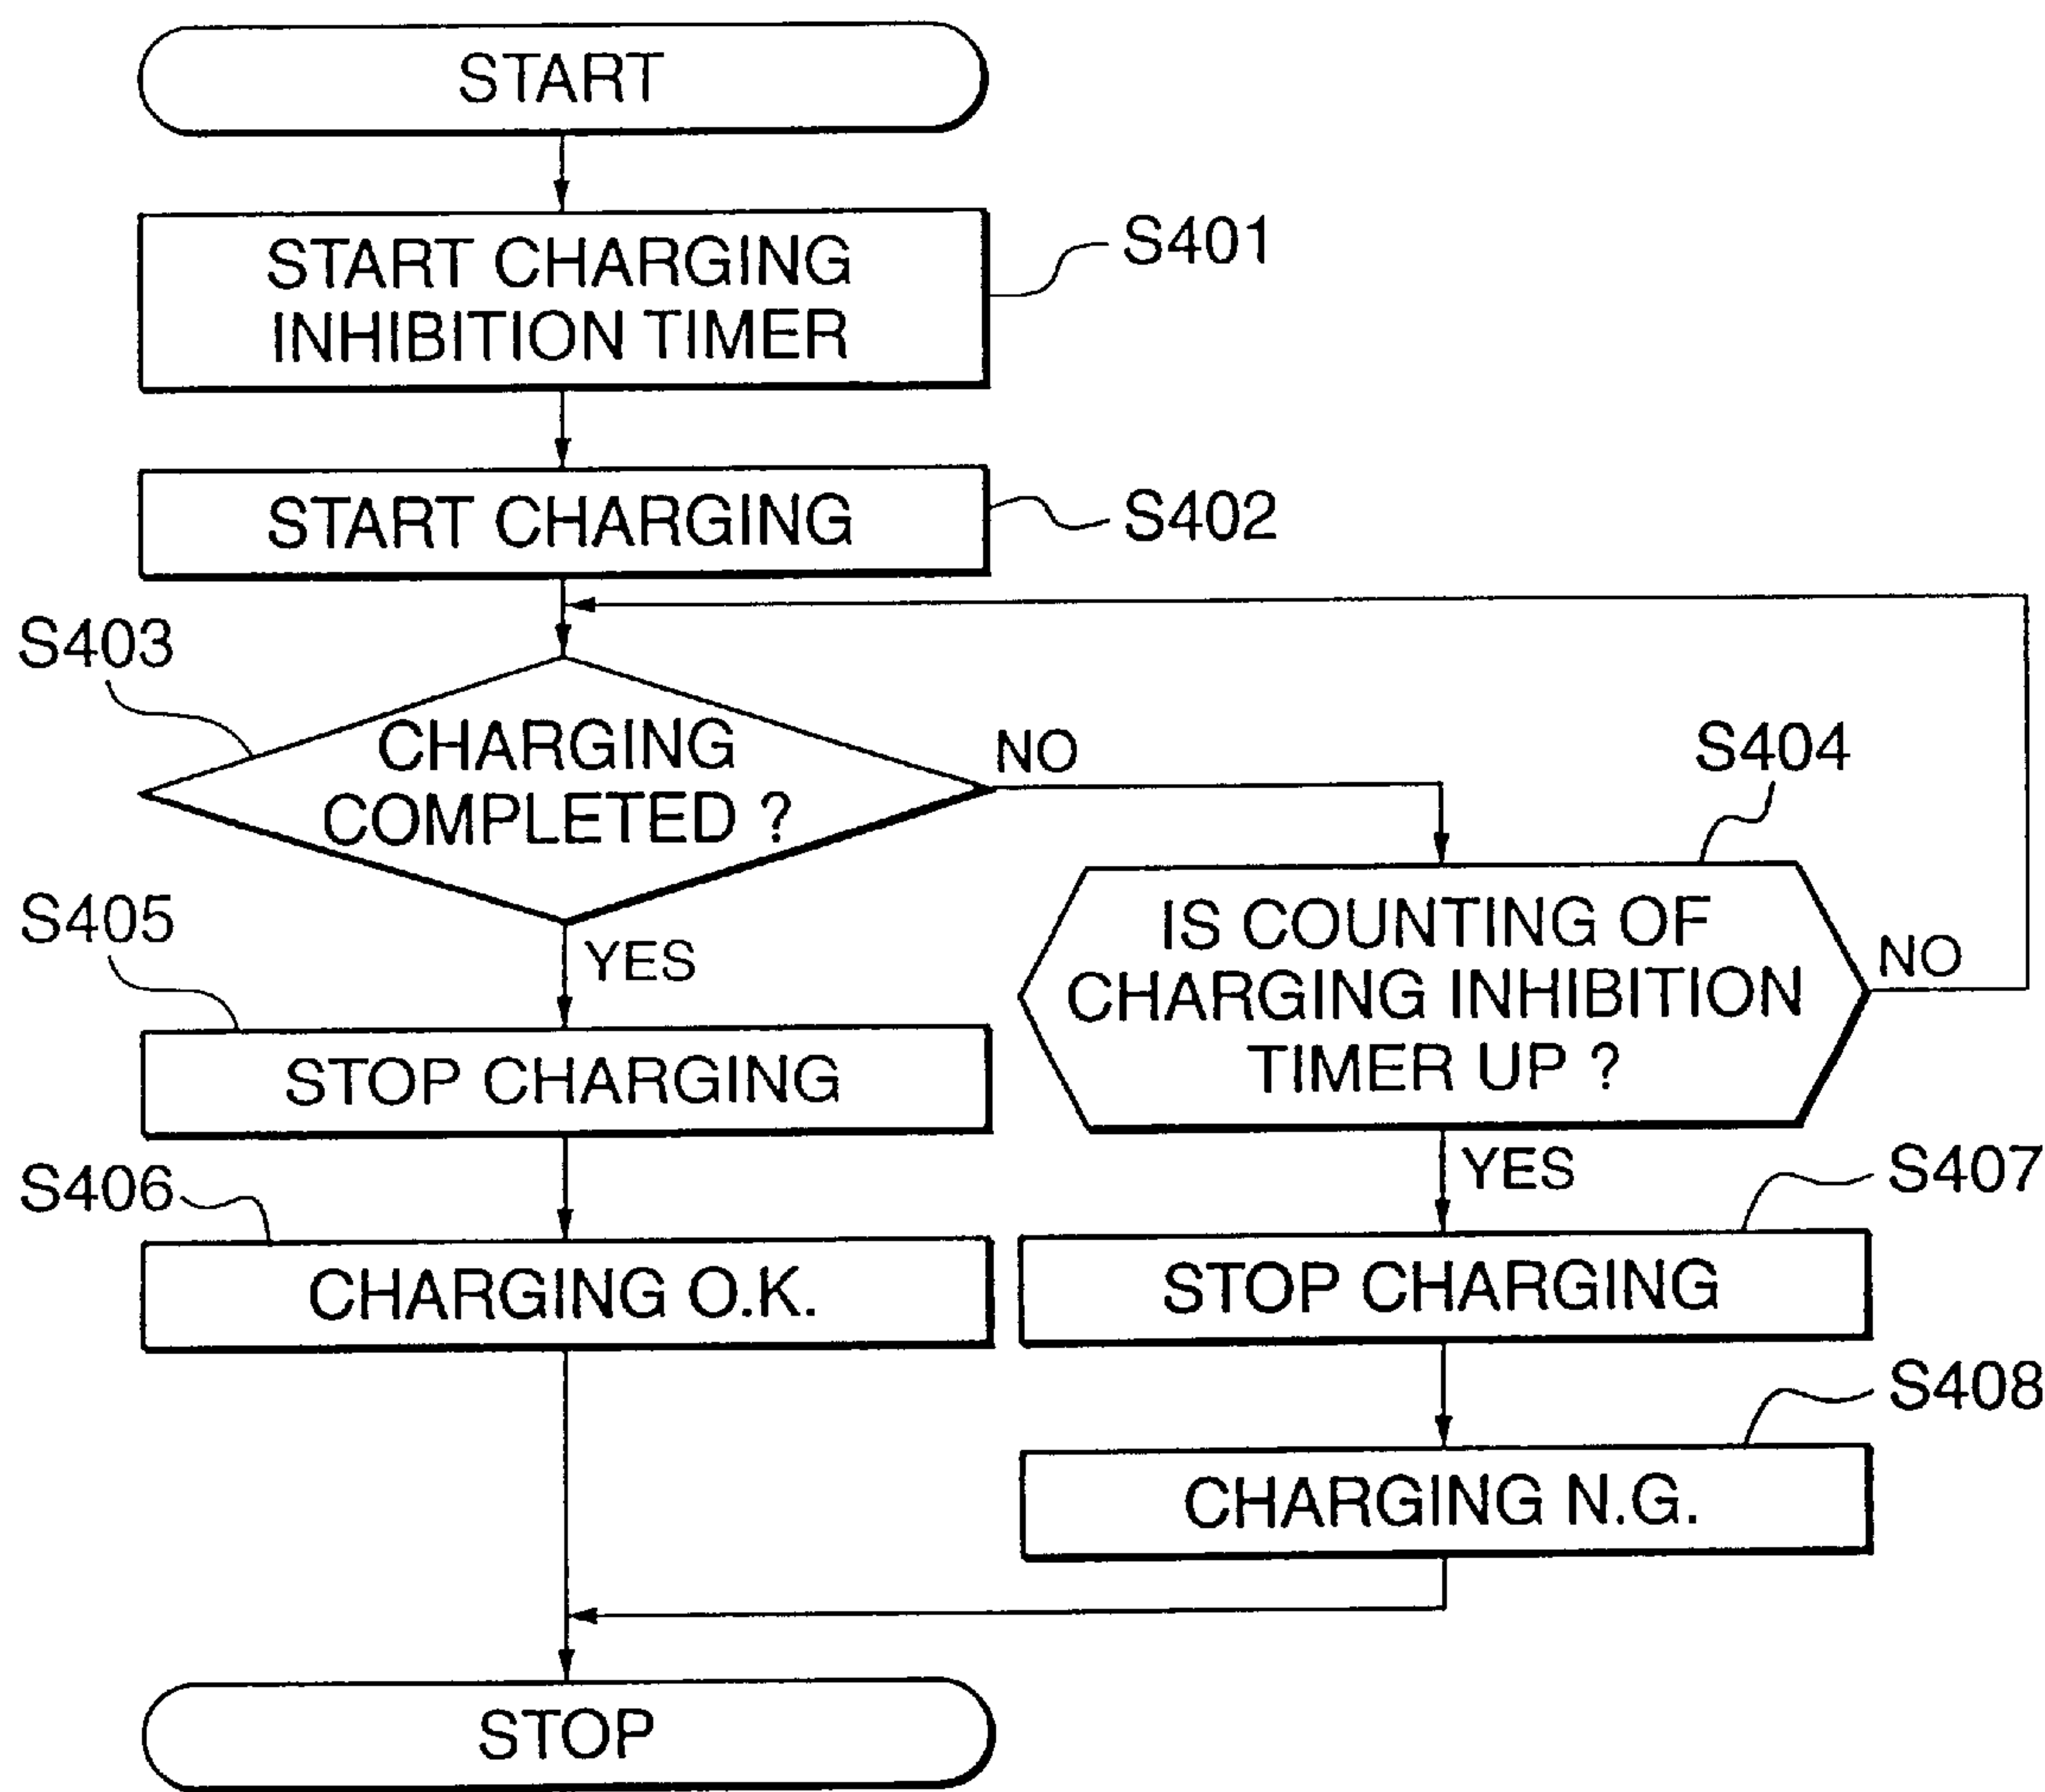 START
START CHARGING
INHIBITION TIMER
S401
START CHARGING
S402
S403
CHARGING
COMPLETED ?
NO
S404
IS COUNTING OF
CHARGING INHIBITION
TIMER UP ?
NO
YES
S405
STOP CHARGING
YES
S406
CHARGING O.K.
S407
STOP CHARGING
S408
CHARGING N.G.
STOP